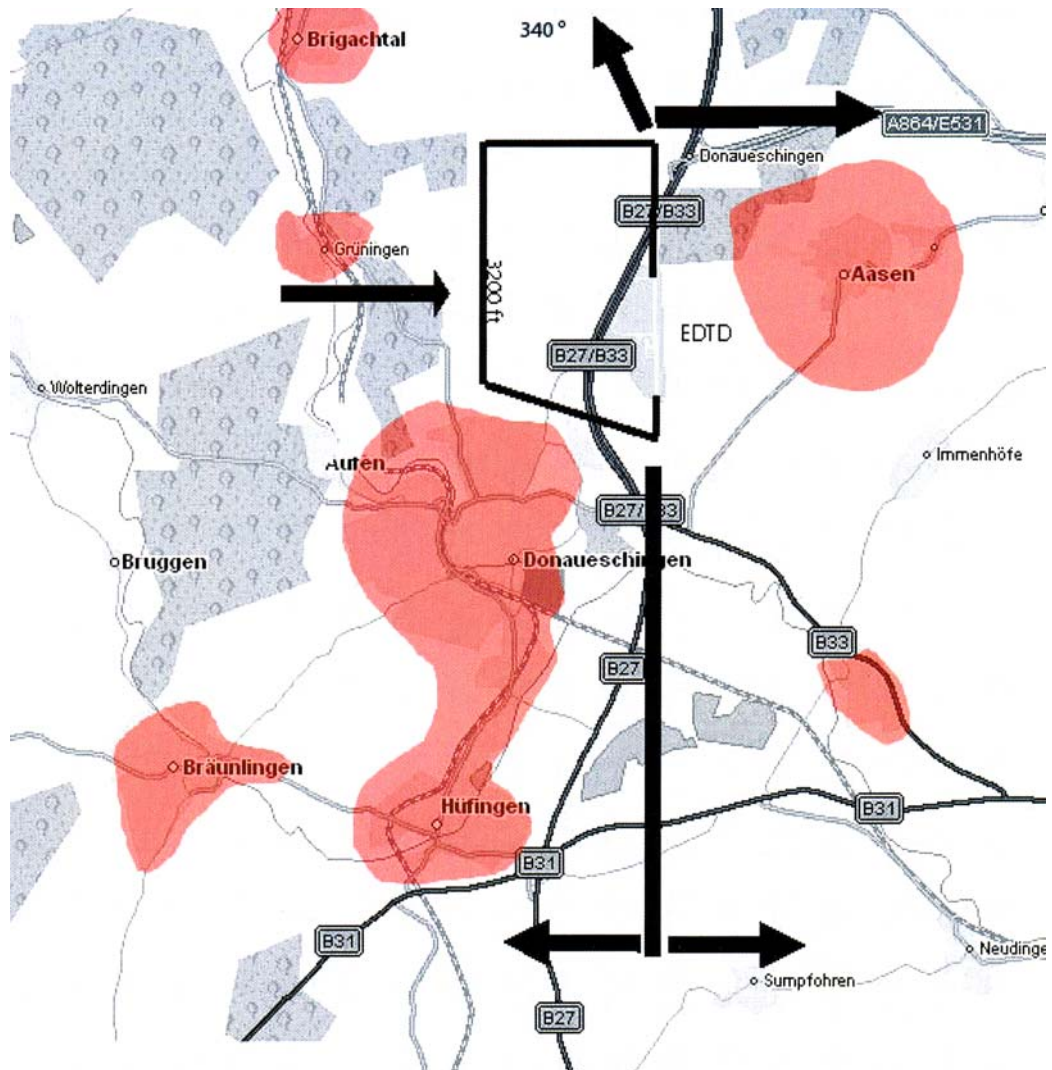 340°
Brigachtal
A864/E531
Donaueschingen
B27/B33
Grüningen
Aasen
3200 ft
EDTD
B27/B33
Wolterdingen
Immenhöfe
Aufen
B27/B33
Bruggen
Donaueschingen
B33
B27
Bräunlingen
Hüfingen
B31
B31
B31
Neudinge
Sumpfohren
B27